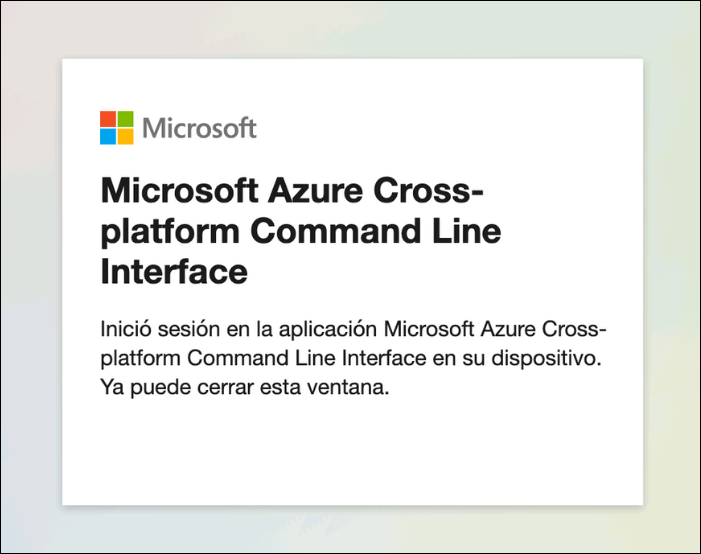 Microsoft
Microsoft Azure Cross-
platform Command Line
Interface
Inició sesión en la aplicación Microsoft Azure Cross-
platform Command Line Interface en su dispositivo.
Ya puede cerrar esta ventana.